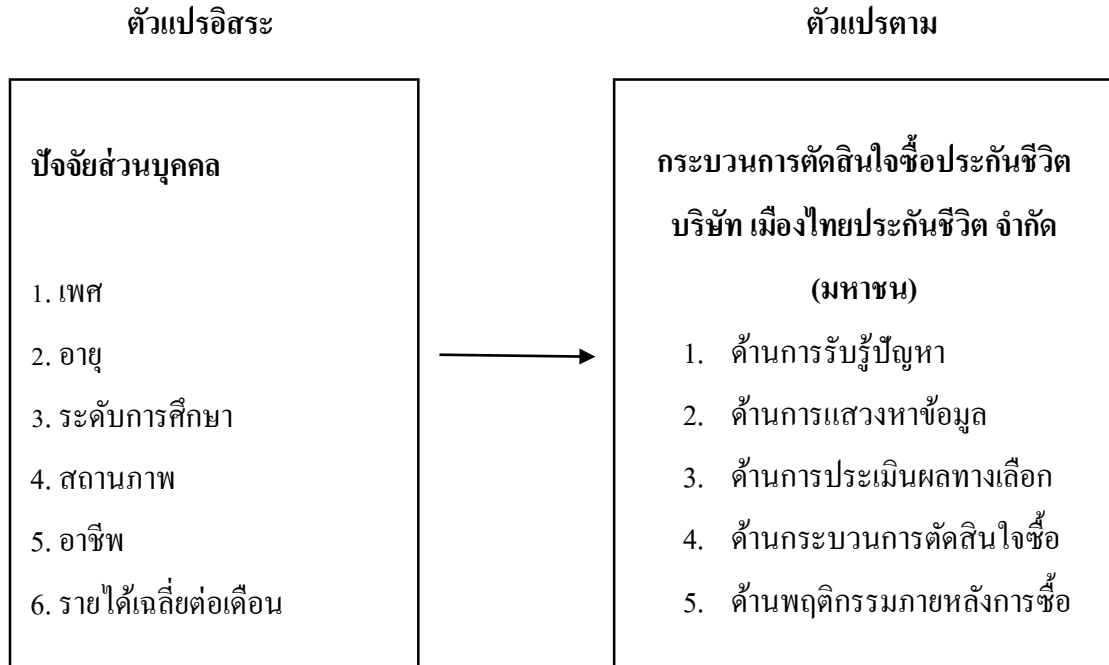 ตัวแปรอิสระ
ตัวแปรตาม
ปัจจัยส่วนบุคคล
1. เพศ
2. อายุ
3. ระดับการศึกษา
4. สถานภาพ
5. อาชีพ
6. รายได้เฉลี่ยต่อเดือน
กระบวนการตัดสินใจซื้อประกันชีวิต
บริษัท เมืองไทยประกันชีวิต จำกัด
(มหาชน)
1. ด้านการรับรู้ปัญหา
2. ด้านการแสวงหาข้อมูล
3. ด้านการประเมินผลทางเลือก
4. ด้านกระบวนการตัดสินใจซื้อ
5. ด้านพฤติกรรมภายหลังการซื้อ